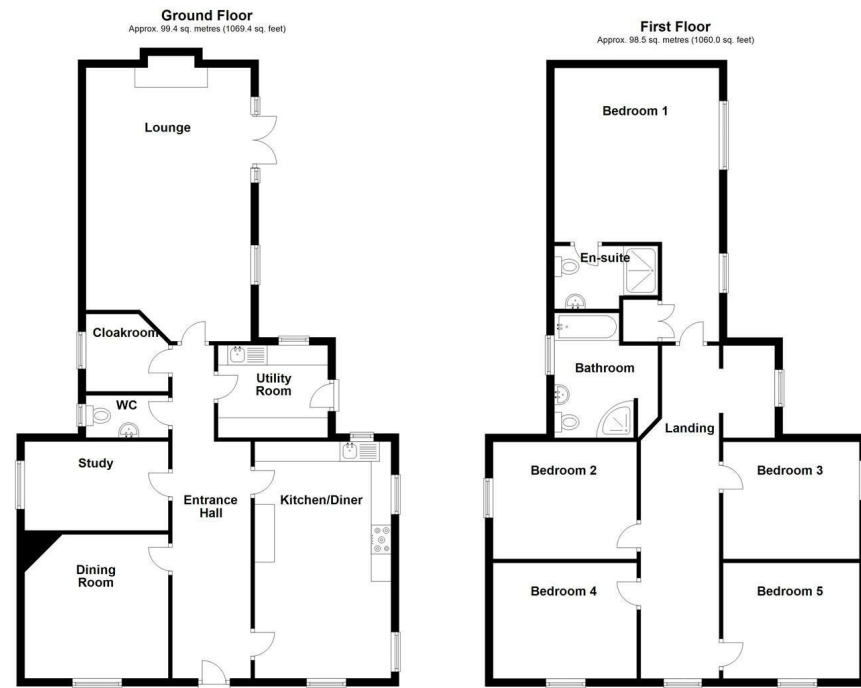 Ground Floor
Approx. 99.4 sq. metres (1069.4 sq. feet)
Lounge
Cloakroom
WC
Utility
Room
Study
Entrance
Hall
Kitchen/Diner
Dining
Room
First Floor
Approx. 98.5 sq. metres (1060.0 sq. feet)
Bedroom 1
En-suite
Bathroom
Landing
Bedroom 2
Bedroom 3
Bedroom 4
Bedroom 5